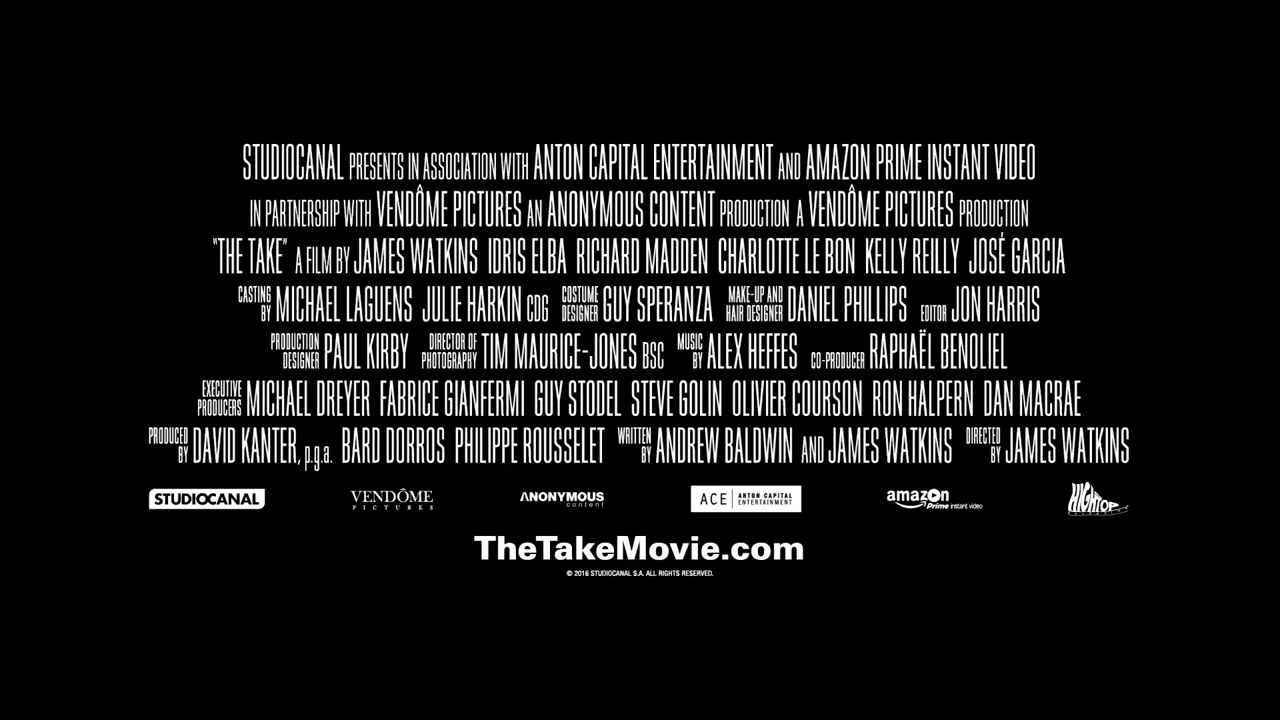 STUDIOCANAL PRESENTS IN ASSOCIATION WITH ANTON CAPITAL ENTERTAINMENT AND AMAZON PRIME INSTANT VIDEO
IN PARTNERSHIP WITH VENDÔME PICTURES AN ANONYMOUS CONTENT PRODUCTION A VENDÔME PICTURES PRODUCTION
"THE TAKE" A FILM BY JAMES WATKINS IDRIS ELBA RICHARD MADDEN CHARLOTTE LE BON KELLY REILLY JOSÉ GARCIA
CASTING BY MICHAEL LAGUENS JULIE HARKIN CDG COSTUME DESIGNER GUY SPERANZA MAKE-UP AND HAIR DESIGNER DANIEL PHILLIPS EDITOR JON HARRIS
PRODUCTION DESIGNER PAUL KIRBY DIRECTOR OF PHOTOGRAPHY TIM MAURICE-JONES BSC MUSIC BY ALEX HEFFES CO-PRODUCER RAPHAËL BENOLIEL
EXECUTIVE PRODUCERS MICHAEL DREYER FABRICE GIANFERMI GUY STODEL STEVE GOLIN OLIVIER COURSON RON HALPERN DAN MACRAE
PRODUCED BY DAVID KANTER, p.g.a. BARD DORROS PHILIPPE ROUSSELET WRITTEN BY ANDREW BALDWIN AND JAMES WATKINS DIRECTED BY JAMES WATKINS
STUDIOCANAL VENDÔME PICTURES ANONYMOUS content ACE ANTON CAPITAL ENTERTAINMENT amazon Prime instant video HIGHTOP
TheTakeMovie.com
© 2016 STUDIOCANAL S.A. ALL RIGHTS RESERVED.